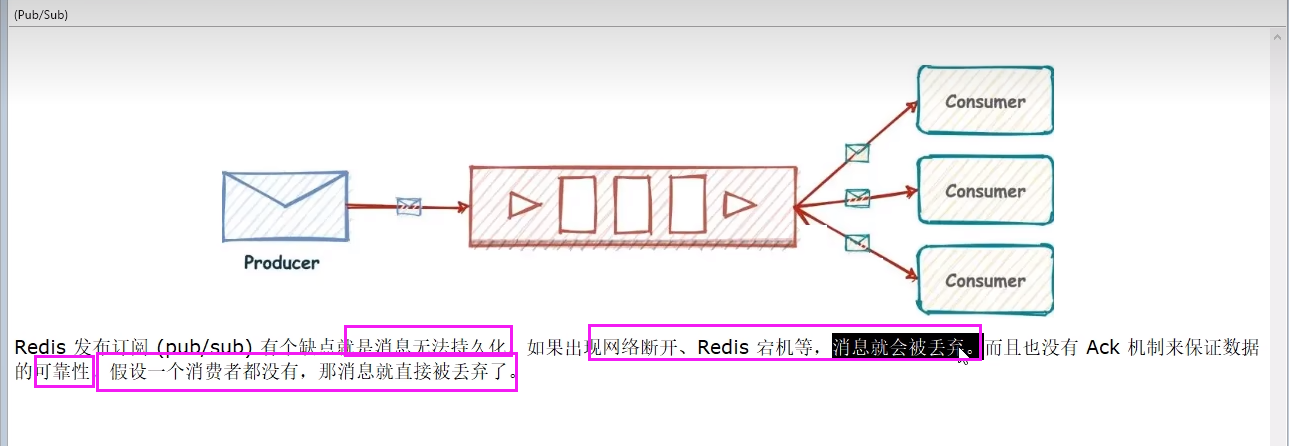 (Pub/Sub)
Consumer
Consumer
Consumer
Producer
Redis 发布订阅 (pub/sub) 有个缺点就是消息无法持久化，如果出现网络断开、Redis 宕机等，消息就会被丢弃。而且也没有 Ack 机制来保证数据
的可靠性，假设一个消费者都没有，那消息就直接被丢弃了。